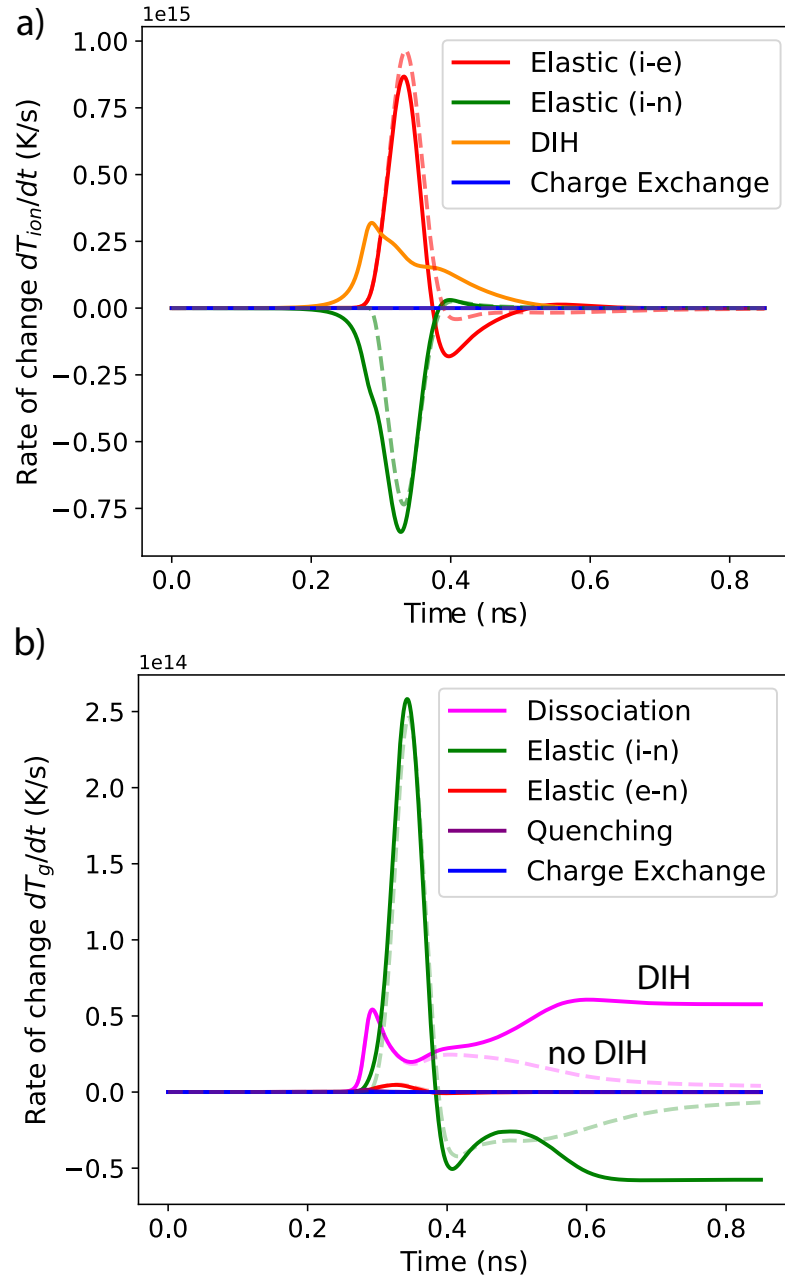 a)
1e15
Rate of change dT_ion/dt (K/s)
1.00
0.75
0.50
0.25
0.00
−0.25
−0.50
−0.75
Elastic (i-e)
Elastic (i-n)
DIH
Charge Exchange
0.0 0.2 0.4 0.6 0.8
Time (ns)
b)
1e14
Rate of change dT_g/dt (K/s)
2.5
2.0
1.5
1.0
0.5
0.0
−0.5
Dissociation
Elastic (i-n)
Elastic (e-n)
Quenching
Charge Exchange
DIH
no DIH
0.0 0.2 0.4 0.6 0.8
Time (ns)